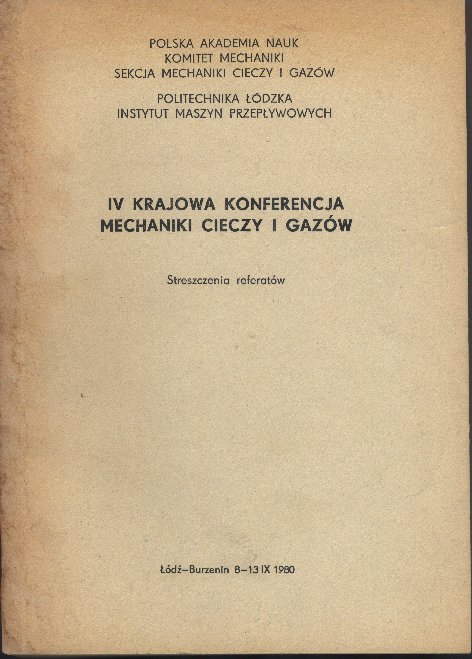 POLSKA AKADEMIA NAUK
KOMITET MECHANIKI
SEKCJA MECHANIKI CIECZY I GAZÓW
POLITECHNIKA ŁÓDZKA
INSTYTUT MASZYN PRZEPŁYWOWYCH
IV KRAJOWA KONFERENCJA
MECHANIKI CIECZY I GAZÓW
Streszczenia referatów
Łódź–Burzenin 8–13 IX 1980